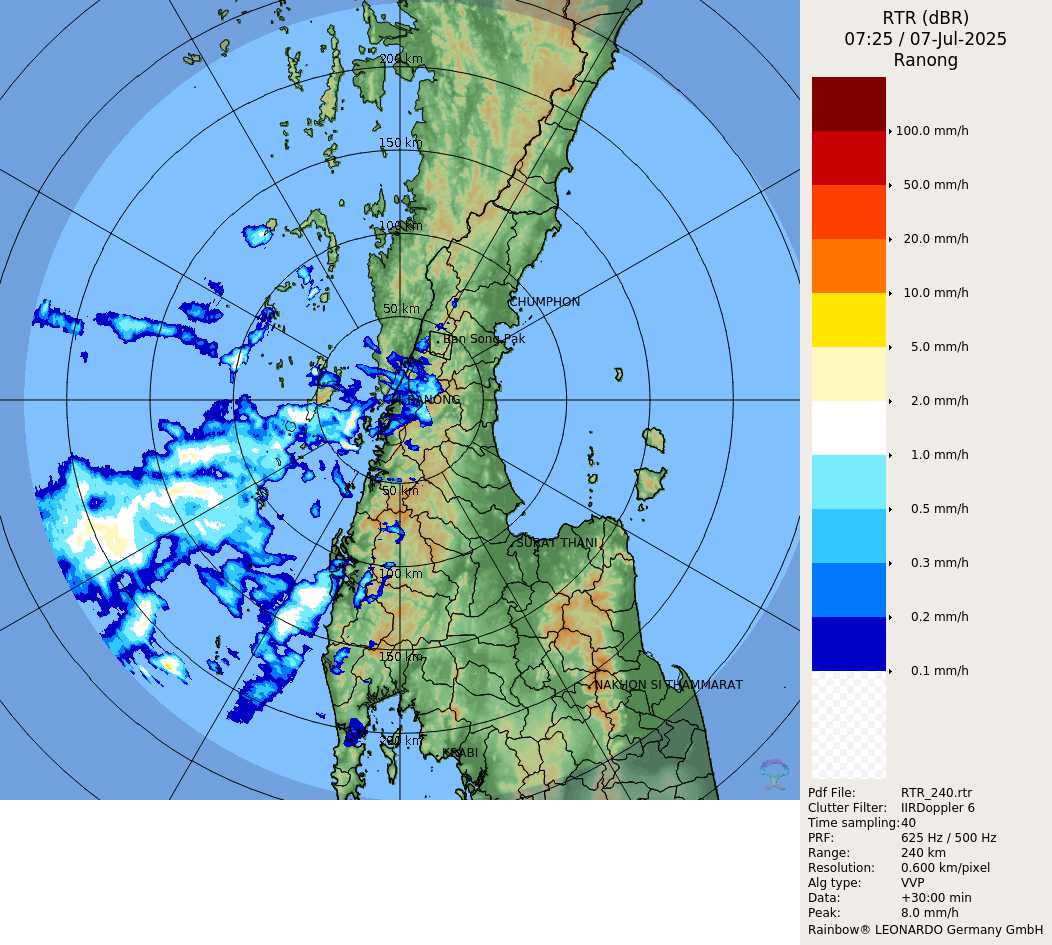 RTR (dBR)
07:25 / 07-Jul-2025
Ranong
100.0 mm/h
50.0 mm/h
20.0 mm/h
10.0 mm/h
5.0 mm/h
2.0 mm/h
1.0 mm/h
0.5 mm/h
0.3 mm/h
0.2 mm/h
0.1 mm/h
200 km
150 km
100 km
50 km
CHUMPHON
Ban Song Pak
RANONG
50 km
SURAT THANI
100 km
150 km
NAKHON SI THAMMARAT
200 km
KRABI
Pdf File: RTR_240.rtr
Clutter Filter: IIRDoppler 6
Time sampling:40
PRF: 625 Hz / 500 Hz
Range: 240 km
Resolution: 0.600 km/pixel
Alg type: VVP
Data: +30:00 min
Peak: 8.0 mm/h
Rainbow® LEONARDO Germany GmbH